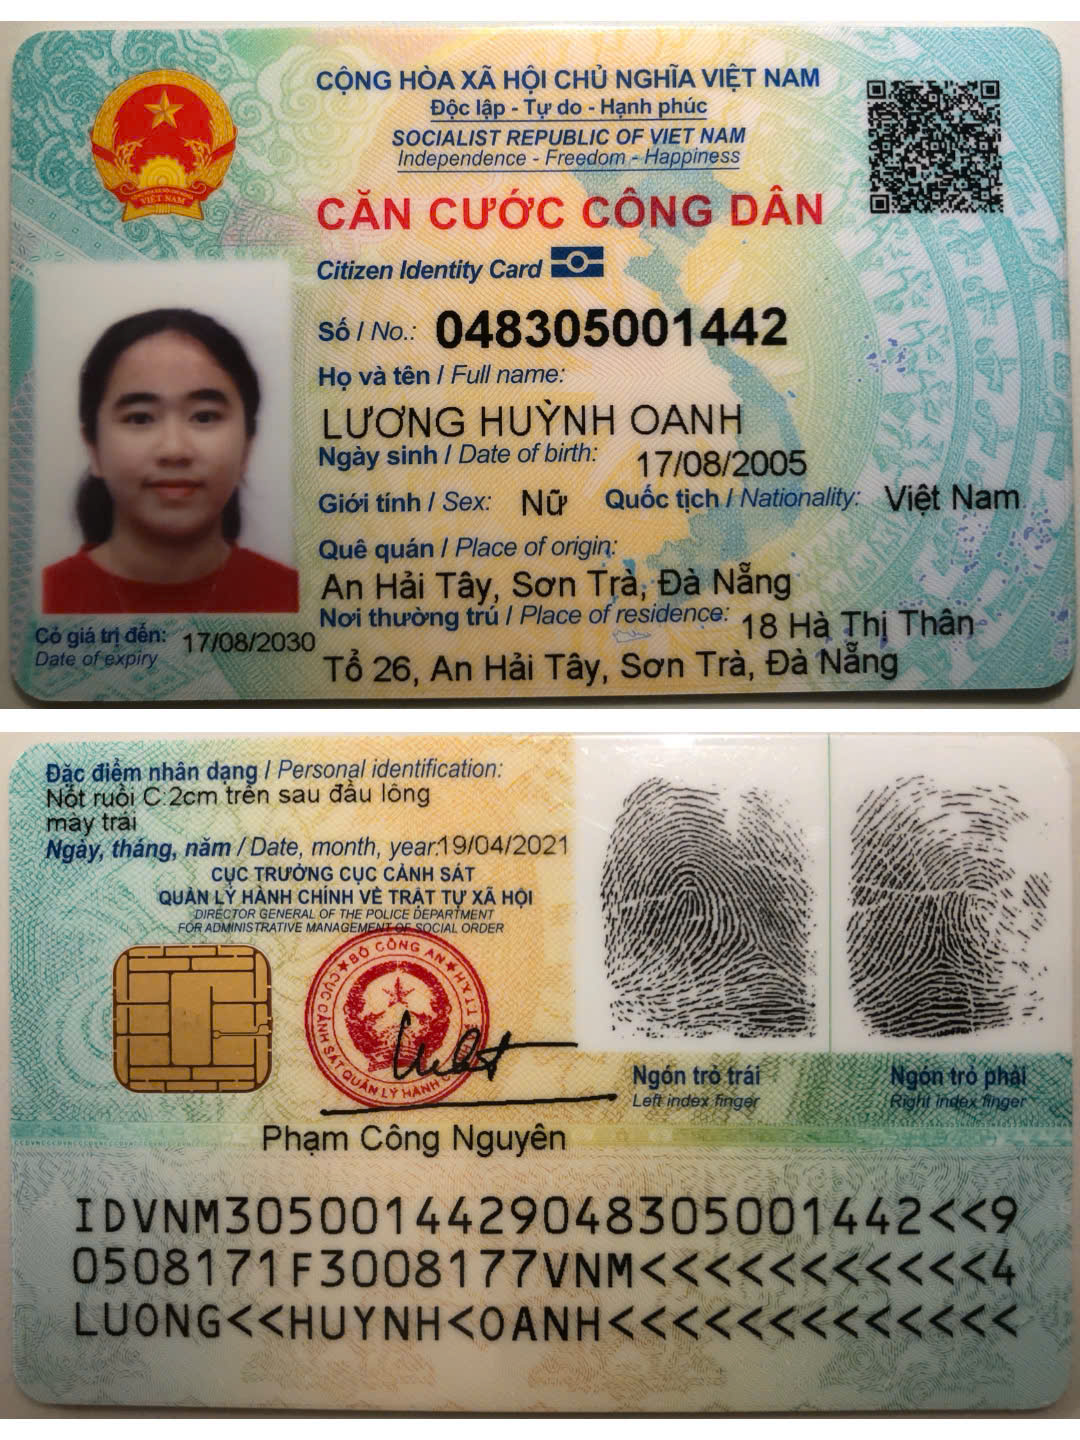 CỘNG HÒA XÃ HỘI CHỦ NGHĨA VIỆT NAM
Độc lập - Tự do - Hạnh phúc
SOCIALIST REPUBLIC OF VIET NAM
Independence - Freedom - Happiness
CĂN CƯỚC CÔNG DÂN
Citizen Identity Card
Số / No.: 048305001442
Họ và tên / Full name:
LƯƠNG HUỲNH OANH
Ngày sinh / Date of birth: 17/08/2005
Giới tính / Sex: Nữ Quốc tịch / Nationality: Việt Nam
Quê quán / Place of origin:
An Hải Tây, Sơn Trà, Đà Nẵng
Nơi thường trú / Place of residence: 18 Hà Thị Thân
Tổ 26, An Hải Tây, Sơn Trà, Đà Nẵng
Có giá trị đến: 17/08/2030
Date of expiry
VIỆT NAM
Đặc điểm nhân dạng / Personal identification:
Nốt ruồi C:2cm trên sau đầu lông
mày trái
Ngày, tháng, năm / Date, month, year:19/04/2021
CỤC TRƯỞNG CỤC CẢNH SÁT
QUẢN LÝ HÀNH CHÍNH VỀ TRẬT TỰ XÃ HỘI
DIRECTOR GENERAL OF THE POLICE DEPARTMENT
FOR ADMINISTRATIVE MANAGEMENT OF SOCIAL ORDER
BỘ CÔNG AN
CỤC CẢNH SÁT QUẢN LÝ HÀNH C
Phạm Công Nguyên
Ngón trỏ trái
Left index finger
Ngón trỏ phải
Right index finger
IDVNM3050014429048305001442<<9
0508171F3008177VNM<<<<<<<<<<<4
LUONG<<HUYNH<OANH<<<<<<<<<<<<<